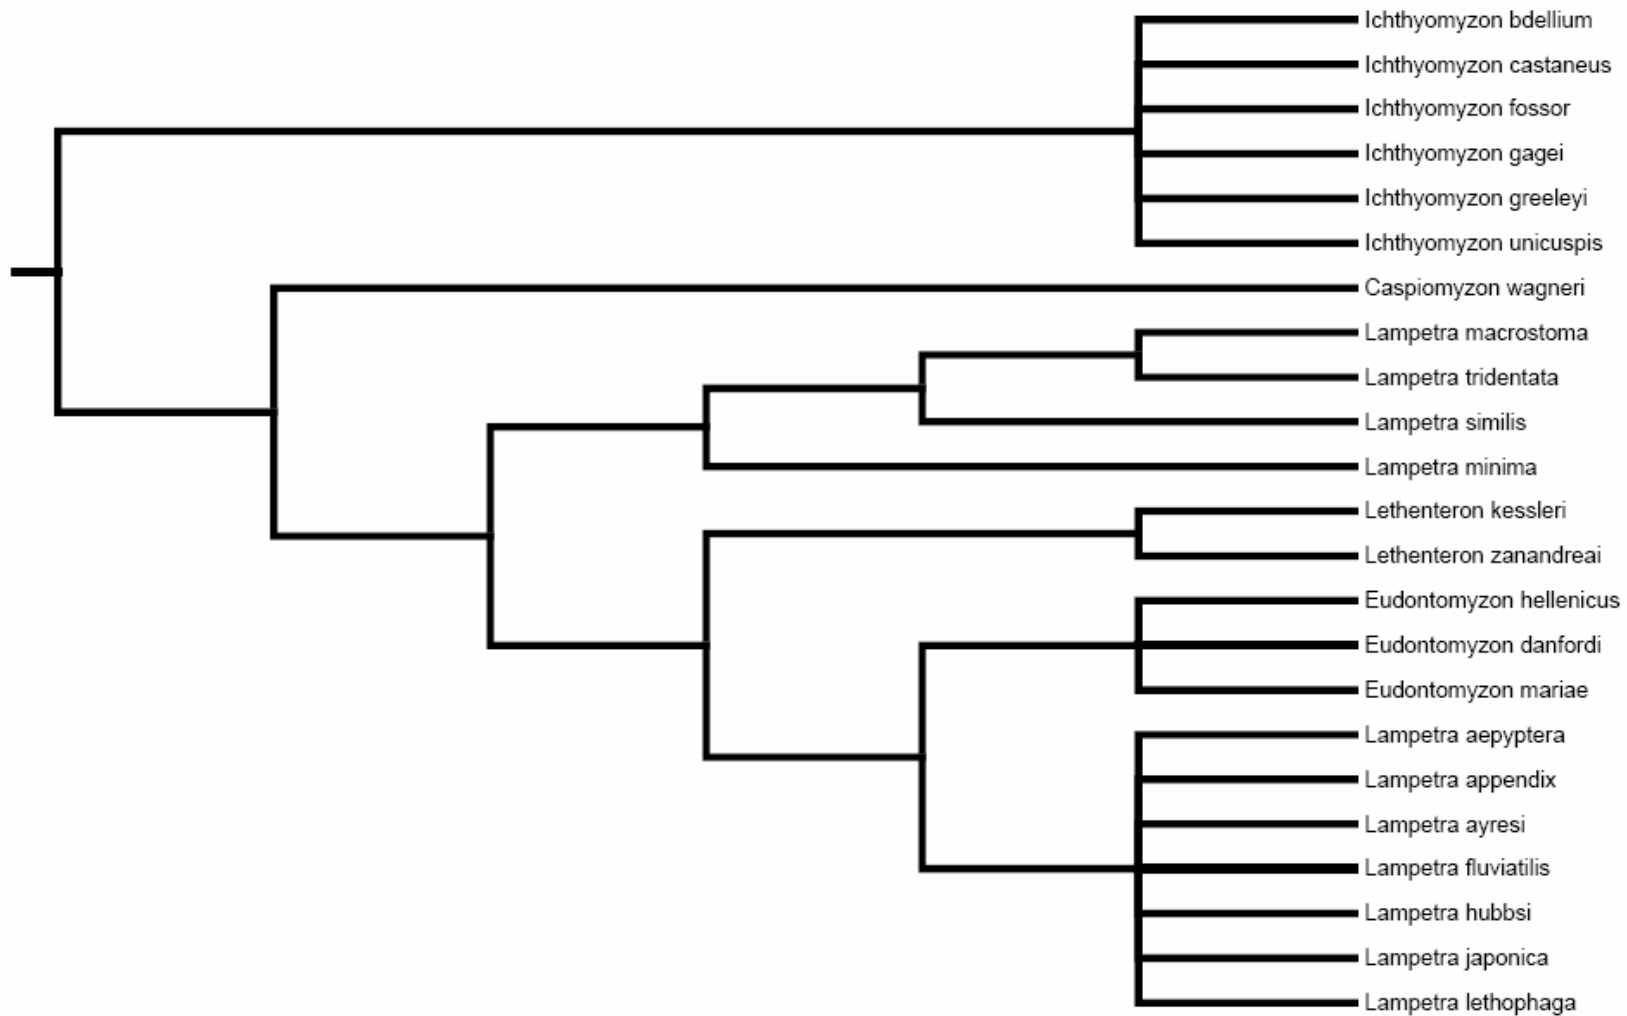 Ichthyomyzon bdellium
Ichthyomyzon castaneus
Ichthyomyzon fossor
Ichthyomyzon gagei
Ichthyomyzon greeleyi
Ichthyomyzon unicuspis
Caspiomyzon wagneri
Lampetra macrostoma
Lampetra tridentata
Lampetra similis
Lampetra minima
Lethenteron kessleri
Lethenteron zanandreai
Eudontomyzon hellenicus
Eudontomyzon danfordi
Eudontomyzon mariae
Lampetra aepyptera
Lampetra appendix
Lampetra ayresi
Lampetra fluviatilis
Lampetra hubbsi
Lampetra japonica
Lampetra lethophaga